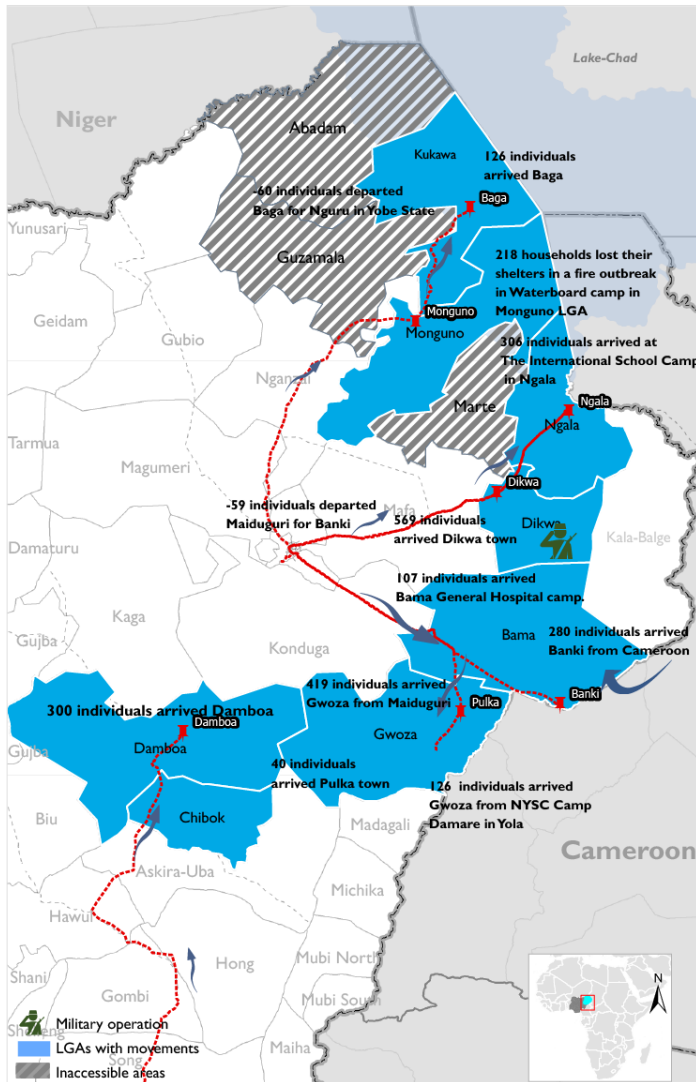 Lake-Chad
Niger
Abadam
Kukawa
126 individuals
arrived Baga
-60 individuals departed
Baga for Nguru in Yobe State
Baga
Yunusari
Guzamala
218 households lost their
shelters in a fire outbreak
in Waterboard camp in
Monguno LGA
Geidam
Gubio
Monguno
Monguno
306 individuals arrived at
The International School Camp
in Ngala
Nganzai
Marte
Ngala
Ngala
Tarmua
Magumeri
Dikwa
-59 individuals departed
Maiduguri for Banki
Mafa
569 individuals
arrived Dikwa town
Dikwa
Kala-Balge
Damaturu
107 individuals arrived
Bama General Hospital camp.
Kaga
Konduga
Bama
280 individuals arrived
Banki from Cameroon
Gujba
419 individuals arrived
Gwoza from Maiduguri
Pulka
Banki
300 individuals arrived Damboa
Damboa
Damboa
Gwoza
Gujba
40 individuals
arrived Pulka town
126 individuals arrived
Gwoza from NYSC Camp
Damare in Yola
Biu
Chibok
Madagali
Cameroon
Askira-Uba
Michika
Hawul
Hong
Mubi North
Shani
Gombi
Mubi South
N
Military operation
LGAs with movements
Maiha
Song
Inaccessible areas